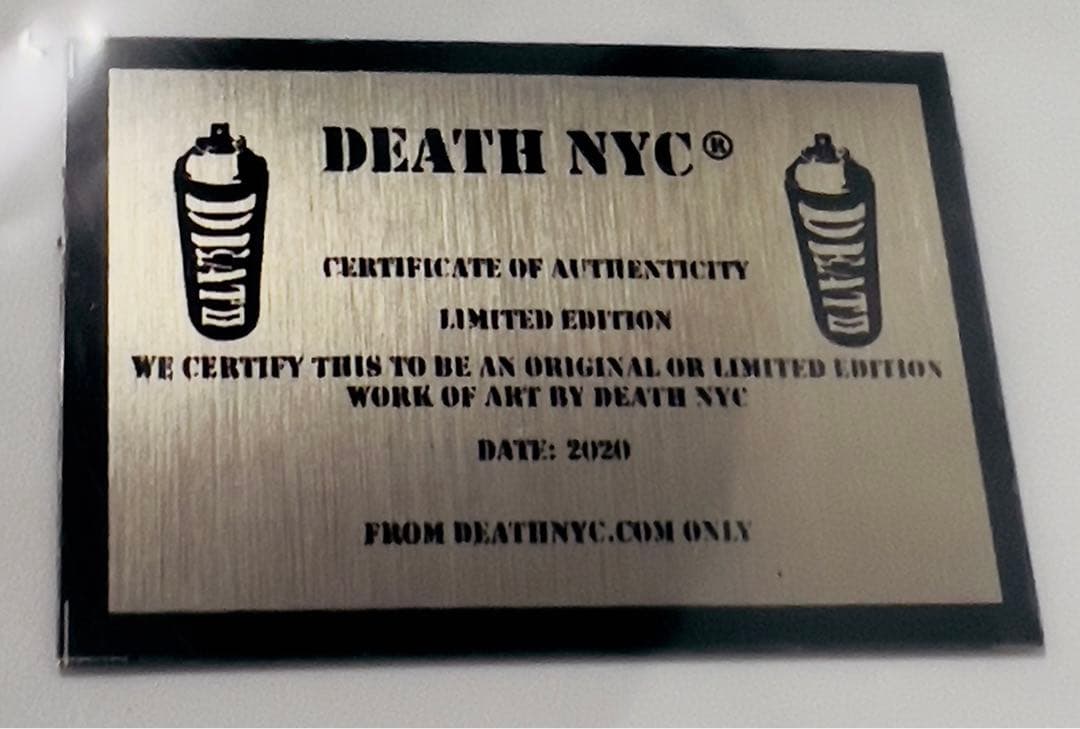 DEATH NYC®
DEATH
DEATH
CERTIFICATE OF AUTHENTICITY
LIMITED EDITION
WE CERTIFY THIS TO BE AN ORIGINAL OR LIMITED EDITION
WORK OF ART BY DEATH NYC
DATE: 2020
FROM DEATHNYC.COM ONLY